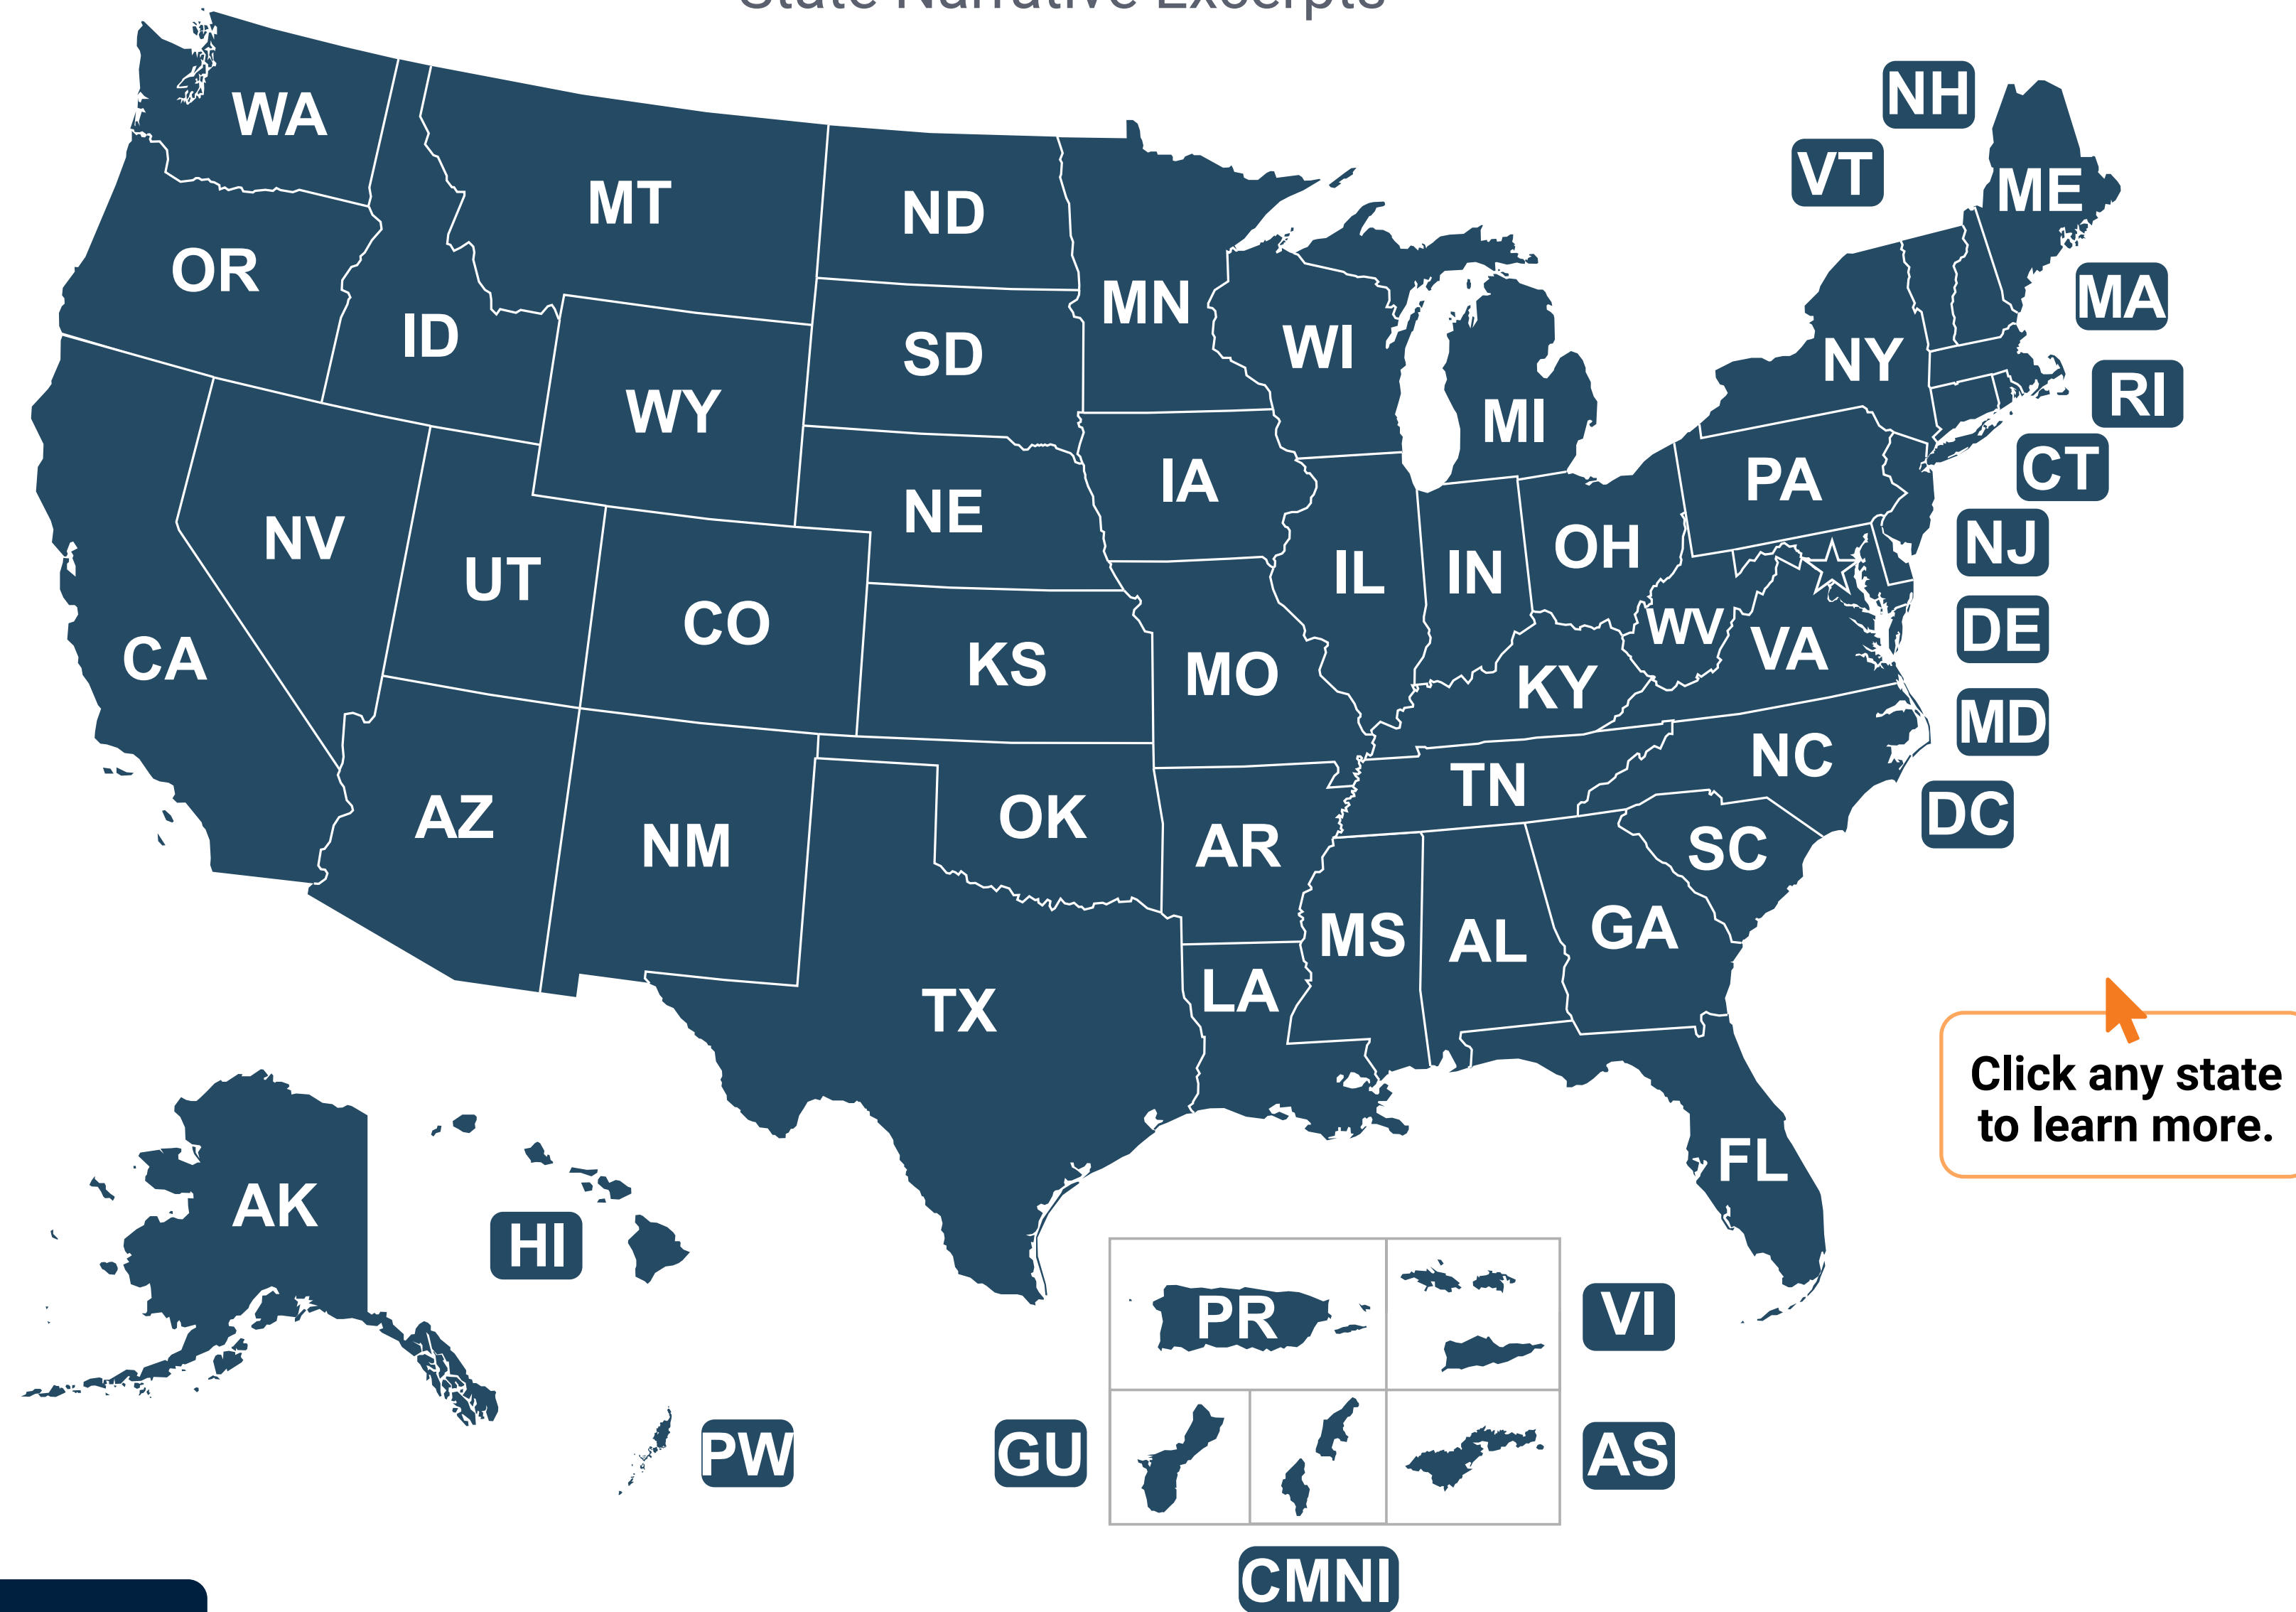 State Narrative Excerpts
NH
WA
VT
MT
ME
ND
OR
MA
MN
ID
WI
SD
NY
RI
WY
MI
CT
IA
PA
NE
NV
NJ
OH
IL
IN
UT
CO
WV
DE
VA
CA
KS
MO
KY
MD
NC
TN
AZ
OK
DC
NM
AR
SC
GA
MS
AL
LA
TX
Click any state
to learn more.
FL
AK
HI
PR
VI
PW
GU
AS
CMNI